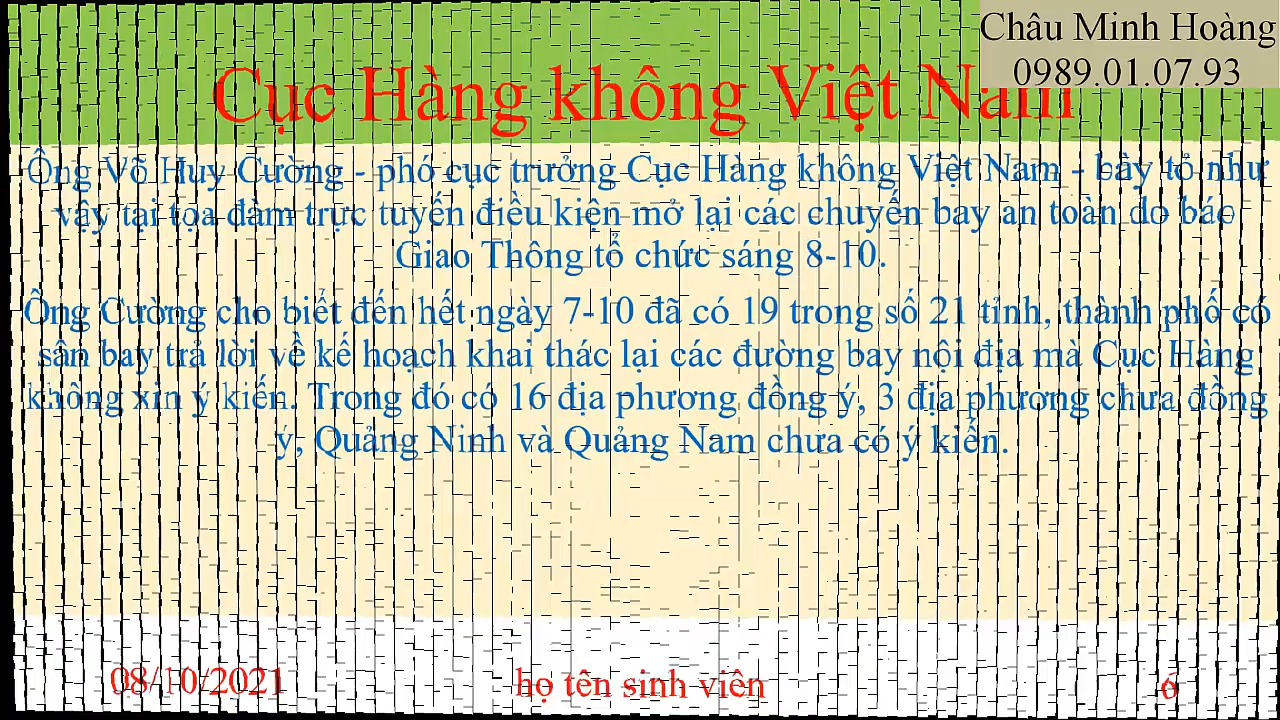 Châu Minh Hoàng
0989.01.07.93
Cục Hàng không Việt Nam
Ông Võ Huy Cường - phó cục trưởng Cục Hàng không Việt Nam - bày tỏ như
vậy tại tọa đàm trực tuyến điều kiện mở lại các chuyến bay an toàn do báo
Giao Thông tổ chức sáng 8-10.
Ông Cường cho biết đến hết ngày 7-10 đã có 19 trong số 21 tỉnh, thành phố có
sân bay trả lời về kế hoạch khai thác lại các đường bay nội địa mà Cục Hàng
không xin ý kiến. Trong đó có 16 địa phương đồng ý, 3 địa phương chưa đồng
ý, Quảng Ninh và Quảng Nam chưa có ý kiến.
08/10/2021
họ tên sinh viên
6